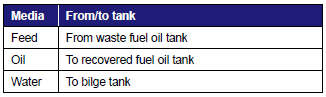 Media From/to tank
Feed From waste fuel oil tank
Oil To recovered fuel oil tank
Water To bilge tank